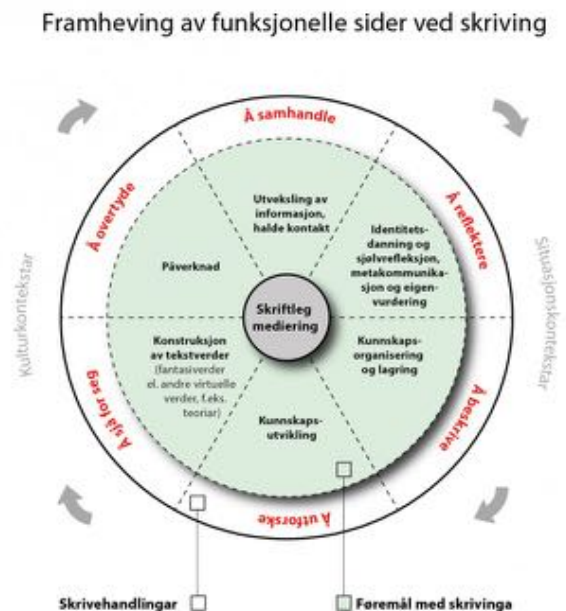 Framheving av funksjonelle sider ved skriving
Å samhandle
Å reflektere
Å beskrive
Å utforske
Å sjå for seg
Å overtyde
Utveksling av
informasjon,
halde kontakt
Identitets-
danning og
sjølvrefleksjon,
metakommunika-
sjon og eigen-
vurdering
Påverknad
Skriftleg
mediering
Konstruksjon
av tekstverder
(fantasiverder
el. andre virtuelle
verder, f.eks.
teoriar)
Kunnskaps-
organisering
og lagring
Kunnskaps-
utvikling
Kulturkontekstar
Situasjonskontekstar
Skrivehandlingar
Føremål med skrivinga